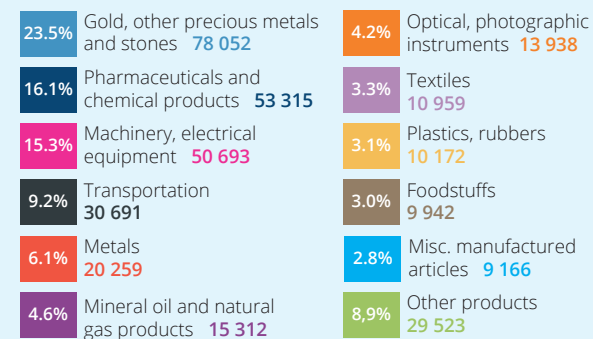 23.5%
Gold, other precious metals
and stones 78 052
16.1%
Pharmaceuticals and
chemical products 53 315
15.3%
Machinery, electrical
equipment 50 693
9.2%
Transportation
30 691
6.1%
Metals
20 259
4.6%
Mineral oil and natural
gas products 15 312
4.2%
Optical, photographic
instruments 13 938
3.3%
Textiles
10 959
3.1%
Plastics, rubbers
10 172
3.0%
Foodstuffs
9 942
2.8%
Misc. manufactured
articles 9 166
8,9%
Other products
29 523